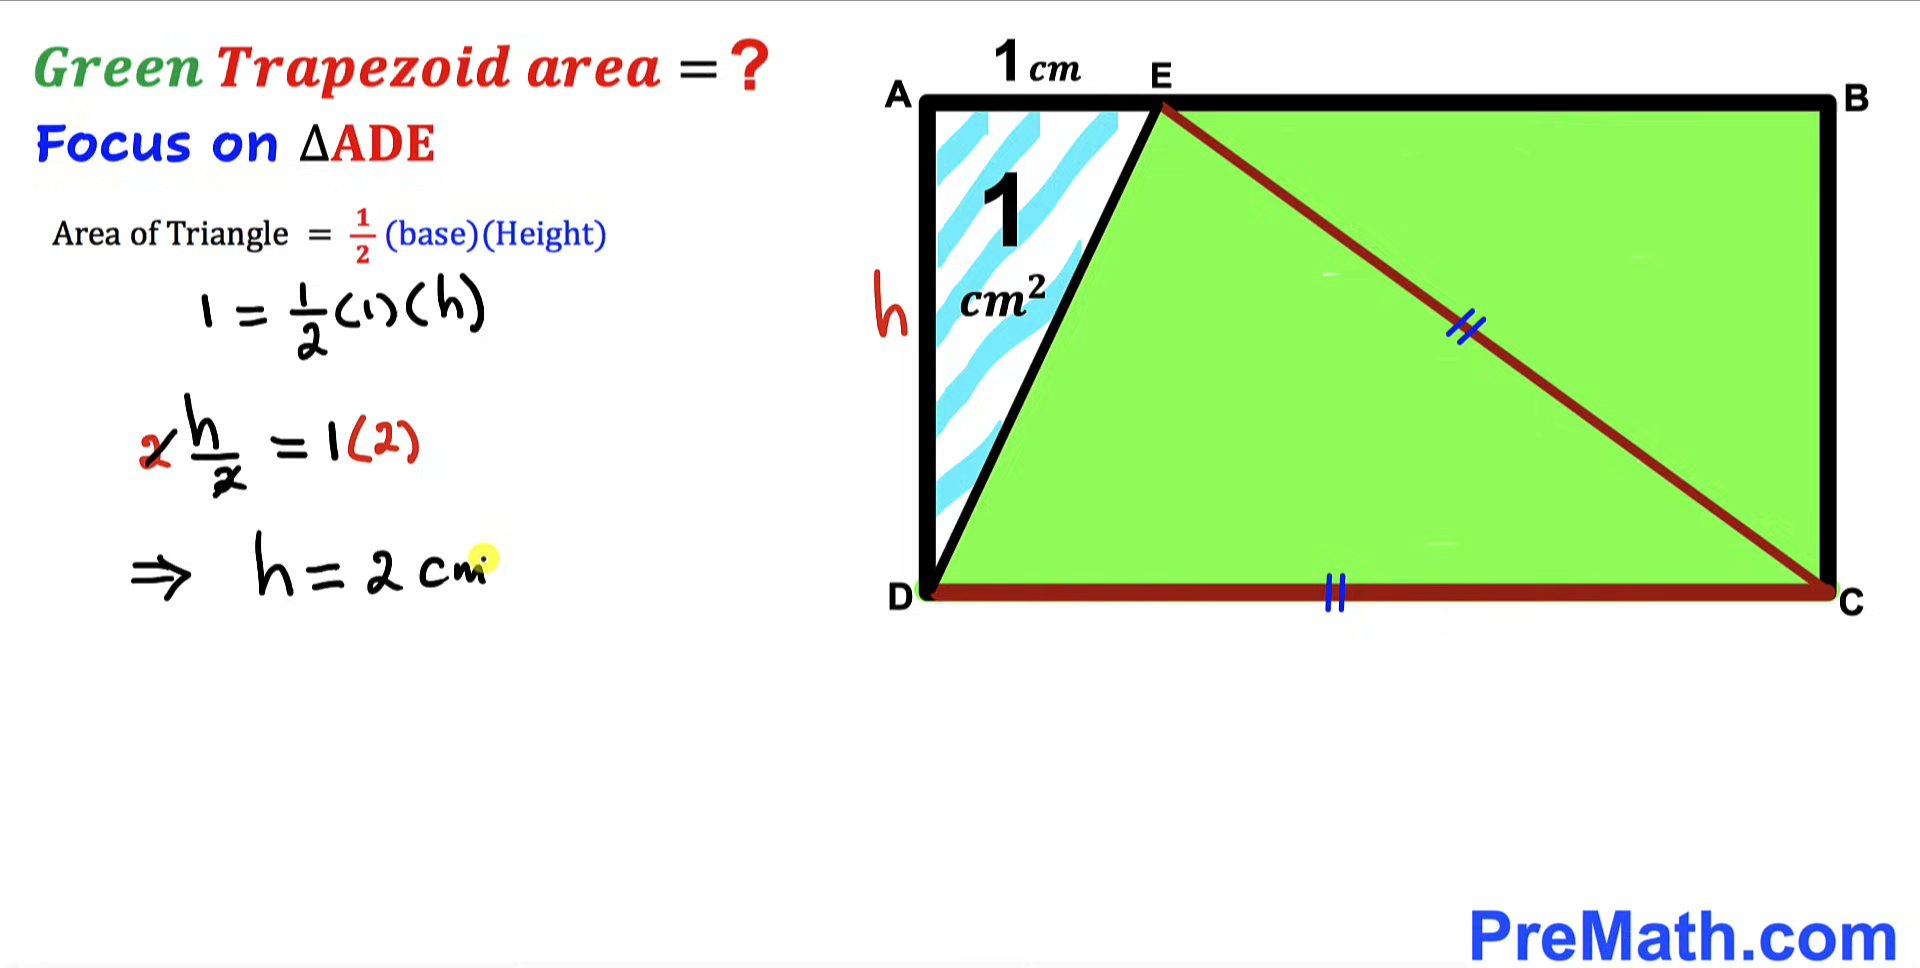 Green Trapezoid area = ?
Focus on ΔADE
Area of Triangle = 1/2 (base)(Height)
1 = 1/2 (1)(h)
2 h/2 = 1(2)
⇒ h = 2 cm
1 cm
A
E
B
1
cm²
h
D
C
PreMath.com